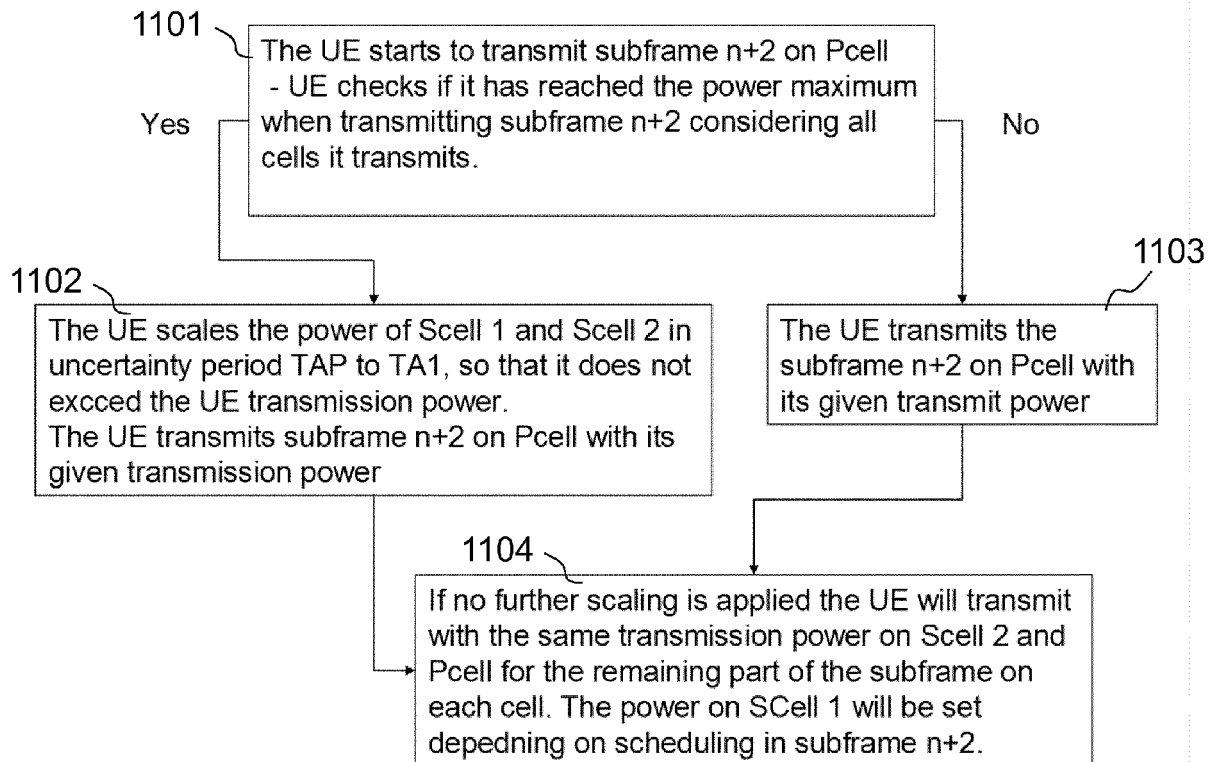 1101
The UE starts to transmit subframe n+2 on Pcell
- UE checks if it has reached the power maximum
when transmitting subframe n+2 considering all
cells it transmits.
Yes
No
1102
The UE scales the power of Scell 1 and Scell 2 in
uncertainty period TAP to TA1, so that it does not
excced the UE transmission power.
The UE transmits subframe n+2 on Pcell with its
given transmission power
1103
The UE transmits the
subframe n+2 on Pcell with
its given transmit power
1104
If no further scaling is applied the UE will transmit
with the same transmission power on Scell 2 and
Pcell for the remaining part of the subframe on
each cell. The power on SCell 1 will be set
depedning on scheduling in subframe n+2.